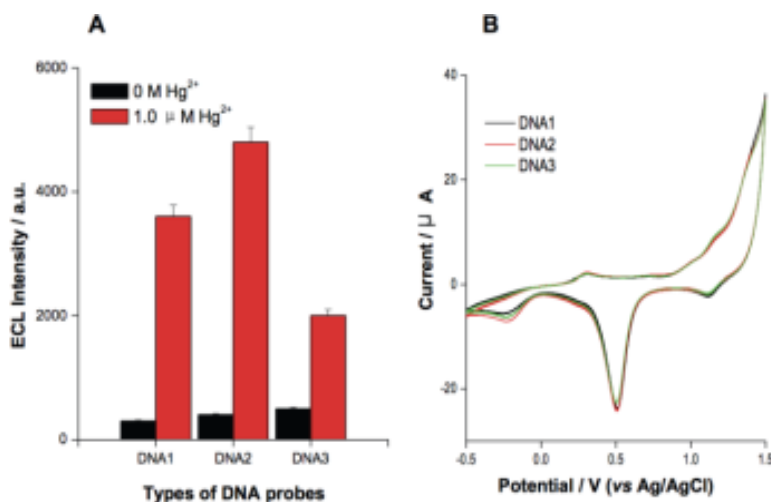 A
6000
4000
2000
0
ECL Intensity / a.u.
0 M Hg²⁺
1.0 μ M Hg²⁺
DNA1 DNA2 DNA3
Types of DNA probes
B
40
20
0
-20
Current / μ A
DNA1
DNA2
DNA3
-0.5 0.0 0.5 1.0 1.5
Potential / V (vs Ag/AgCl)